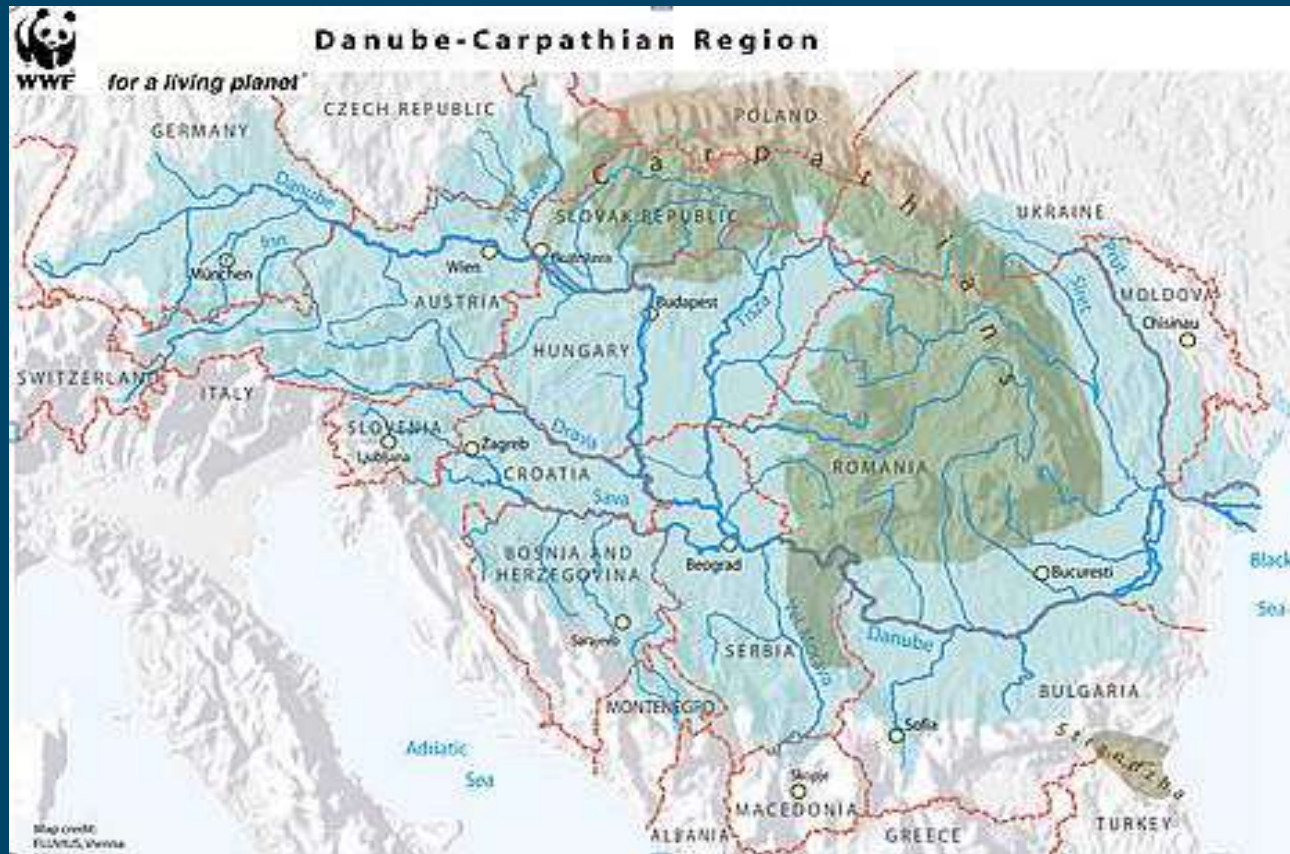 Danube-Carpathian Region
WWF
for a living planet
CZECH REPUBLIC
GERMANY
POLAND
Carpathians
UKRAINE
Danube
SLOVAK REPUBLIC
Inn
München
Wien
Bratislava
Prut
Siret
MOLDOVA
Chisinau
AUSTRIA
Budapest
Tisza
HUNGARY
SWITZERLAND
ITALY
SLOVENIA
Ljubljana
Zagreb
Drava
CROATIA
ROMANIA
Sava
BOSNIA AND
HERZEGOVINA
Beograd
Bucuresti
Black
Sea
Sarajevo
SERBIA
Danube
MONTENEGRO
BULGARIA
Sofia
Adriatic
Sea
Skopje
MACEDONIA
ALBANIA
GREECE
TURKEY
Map credit: